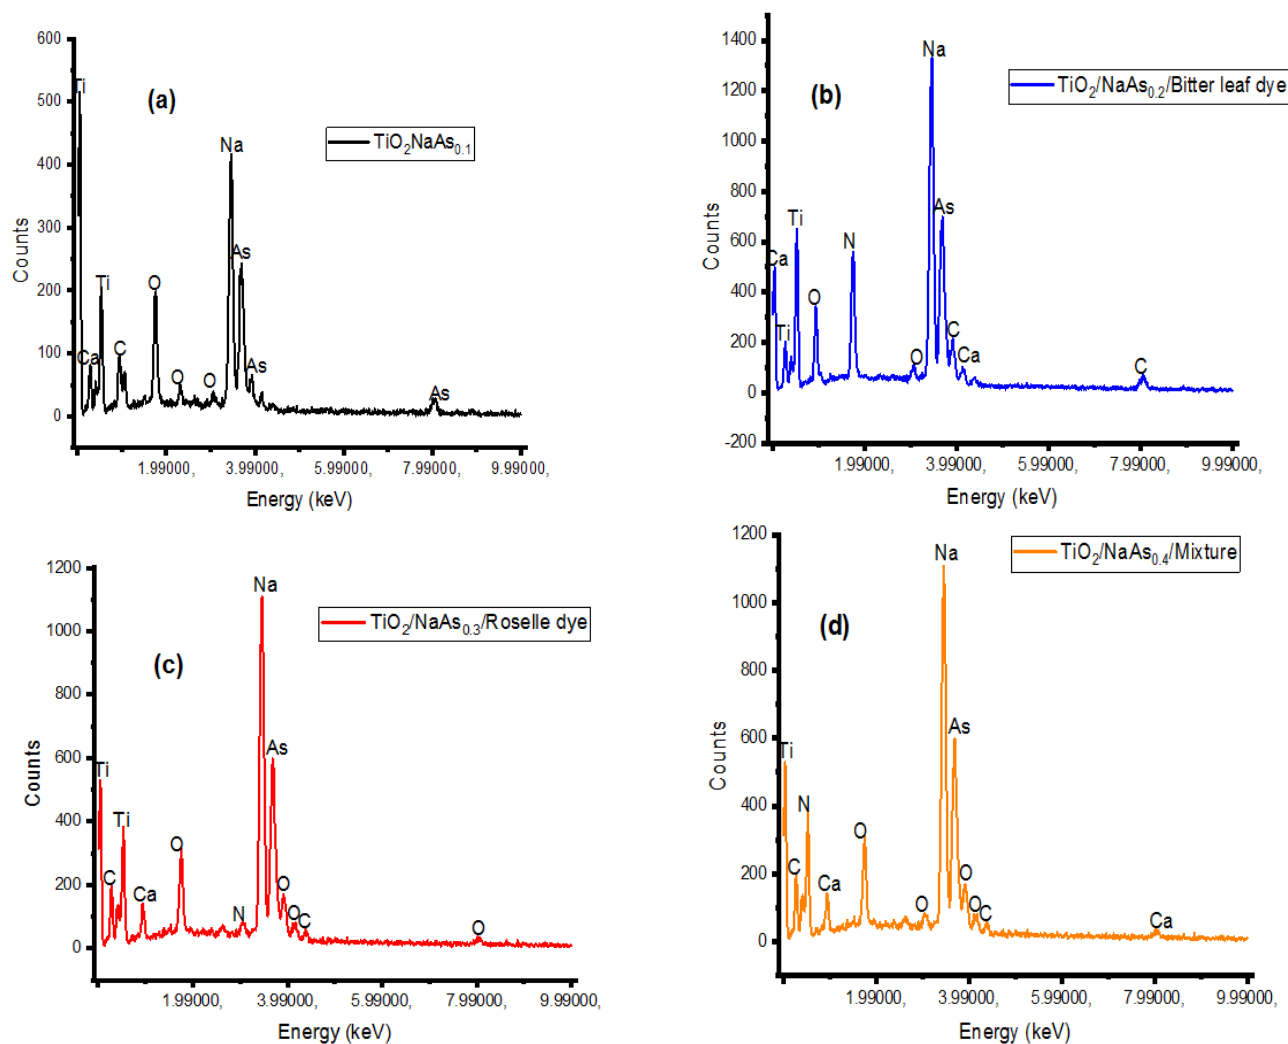 (a)
TiO2NaAs0.1
600
500
400
300
200
100
0
Counts
Ti
Ca
Ti
C
O
O
O
Na
As
As
As
1.99000,
3.99000,
5.99000,
7.99000,
9.99000,
Energy (keV)
(b)
TiO2/NaAs0.2/Bitter leaf dye
1400
1200
1000
800
600
400
200
0
-200
Counts
Ca
Ti
Ti
O
N
O
Na
As
C
Ca
C
1.99000,
3.99000,
5.99000,
7.99000,
9.99000,
Energy (keV)
(c)
TiO2/NaAs0.3/Roselle dye
1200
1000
800
600
400
200
0
Counts
Ti
C
Ti
Ca
O
N
Na
As
O
O
C
O
1.99000,
3.99000,
5.99000,
7.99000,
9.99000,
Energy (keV)
(d)
TiO2/NaAs0.4/Mixture
1200
1000
800
600
400
200
0
Counts
Ti
C
N
Ca
O
O
Na
As
O
O
C
Ca
1.99000,
3.99000,
5.99000,
7.99000,
9.99000,
Energy (keV)